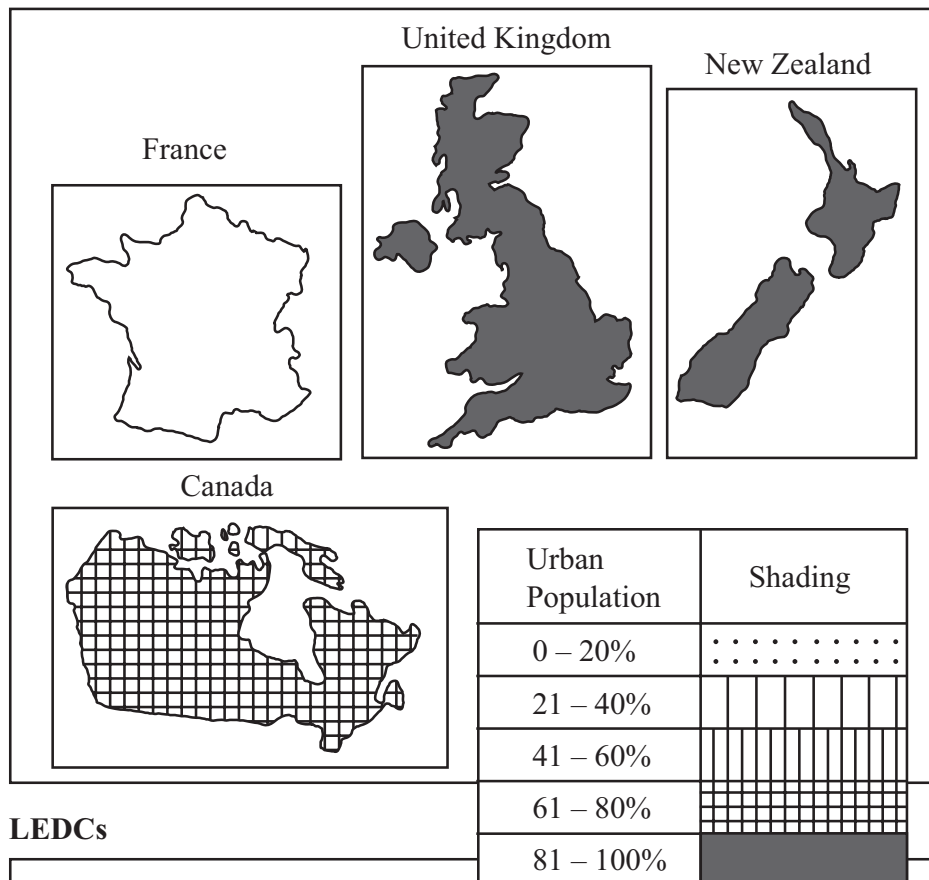 United Kingdom
New Zealand
France
Canada
Urban
Population
Shading
0 – 20%
21 – 40%
41 – 60%
61 – 80%
81 – 100%
LEDCs